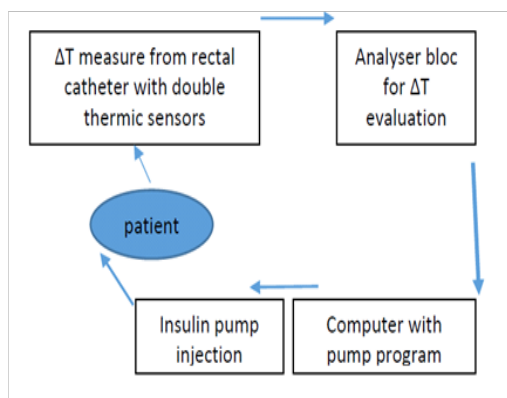 ΔT measure from rectal
catheter with double
thermic sensors
Analyser bloc
for ΔT
evaluation
patient
Insulin pump
injection
Computer with
pump program